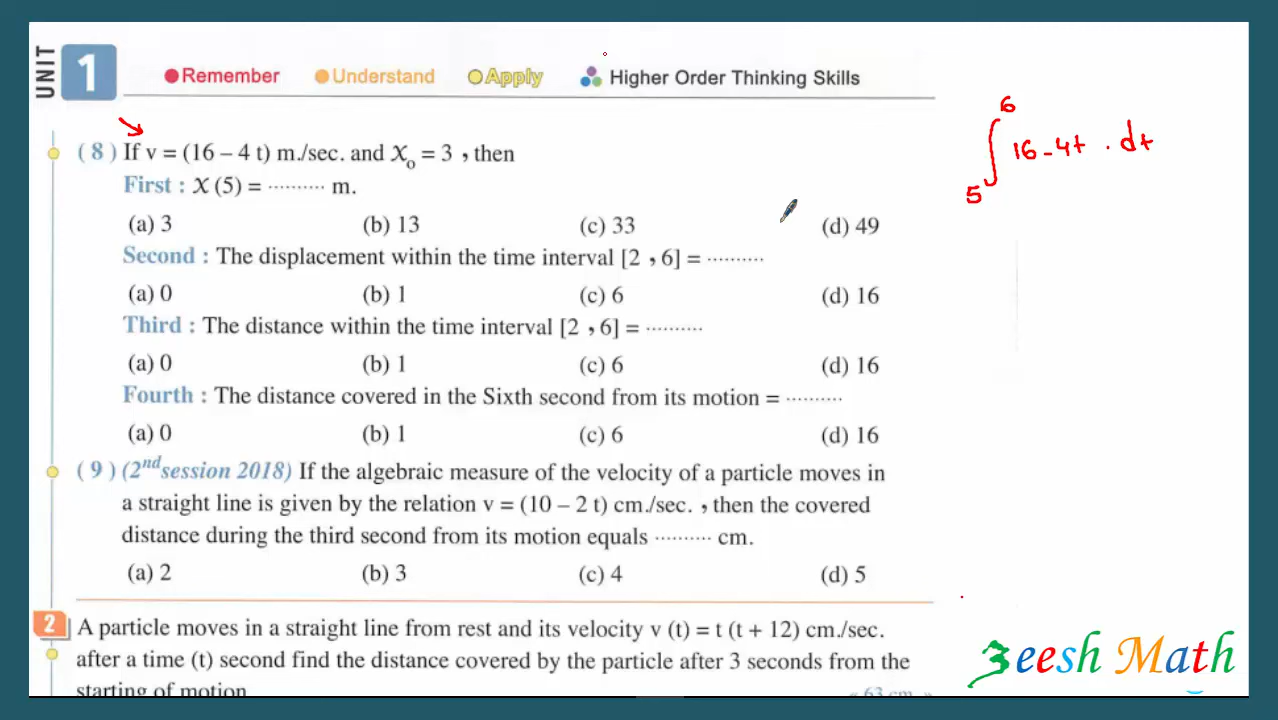 UNIT 1
Remember Understand Apply Higher Order Thinking Skills
( 8 ) If v = (16 – 4 t) m./sec. and X₀ = 3 , then
First : X (5) = ·········· m.
(a) 3 (b) 13 (c) 33 (d) 49
Second : The displacement within the time interval [2 , 6] = ··········
(a) 0 (b) 1 (c) 6 (d) 16
Third : The distance within the time interval [2 , 6] = ··········
(a) 0 (b) 1 (c) 6 (d) 16
Fourth : The distance covered in the Sixth second from its motion = ··········
(a) 0 (b) 1 (c) 6 (d) 16
( 9 ) (2nd session 2018) If the algebraic measure of the velocity of a particle moves in
a straight line is given by the relation v = (10 – 2 t) cm./sec. , then the covered
distance during the third second from its motion equals ·········· cm.
(a) 2 (b) 3 (c) 4 (d) 5
2 A particle moves in a straight line from rest and its velocity v (t) = t (t + 12) cm./sec.
after a time (t) second find the distance covered by the particle after 3 seconds from the
starting of motion « 63 cm. »
6
∫ 16 - 4t . dt
5
3eesh Math